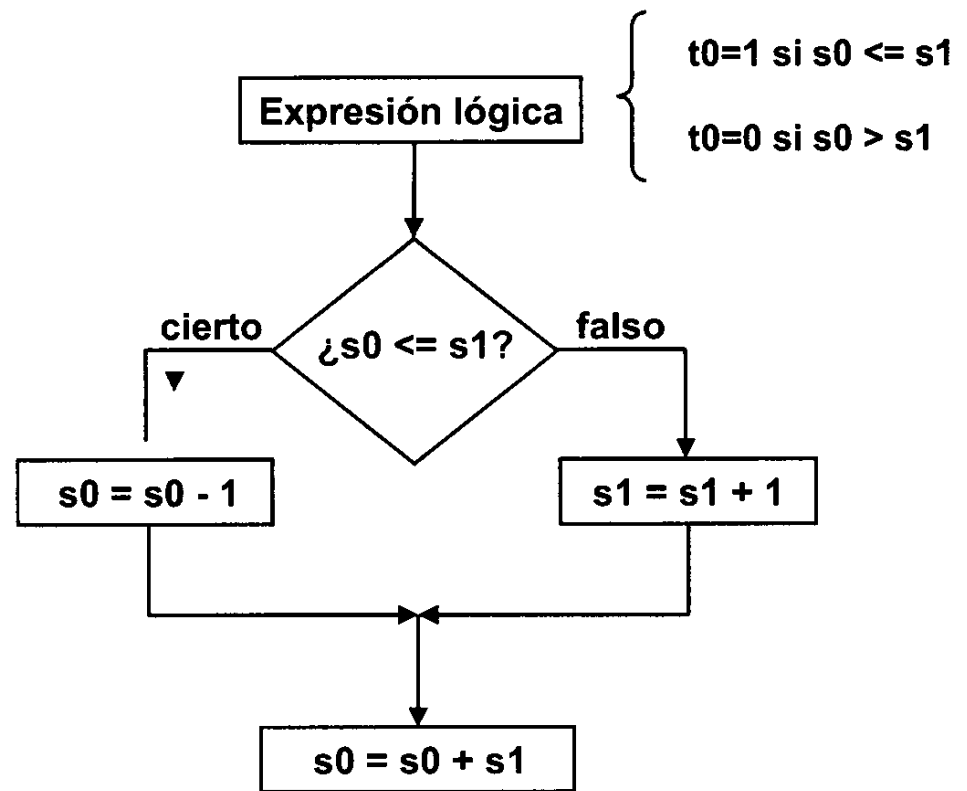 t0=1 si s0 <= s1
Expresión lógica
t0=0 si s0 > s1
cierto
¿s0 <= s1?
falso
s0 = s0 - 1
s1 = s1 + 1
s0 = s0 + s1